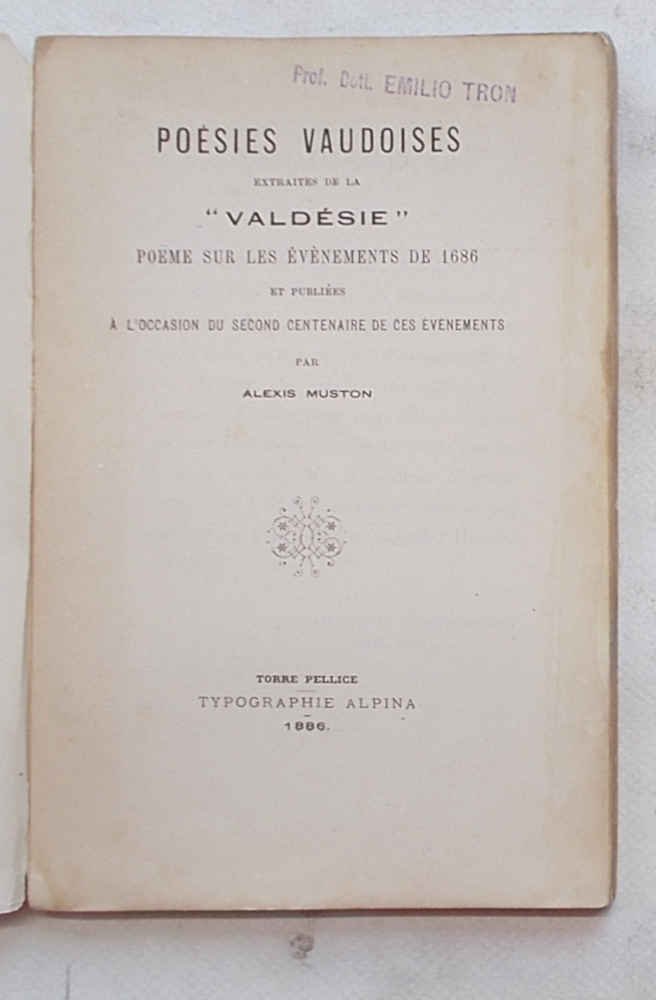 Prof. Dott. EMILIO TRON
POÉSIES VAUDOISES
EXTRAITES DE LA
“VALDÉSIE”
POEME SUR LES ÉVÈNEMENTS DE 1686
ET PUBLIÉES
À L'OCCASION DU SECOND CENTENAIRE DE CES ÉVÈNEMENTS
PAR
ALEXIS MUSTON
TORRE PELLICE
TYPOGRAPHIE ALPINA
1886.